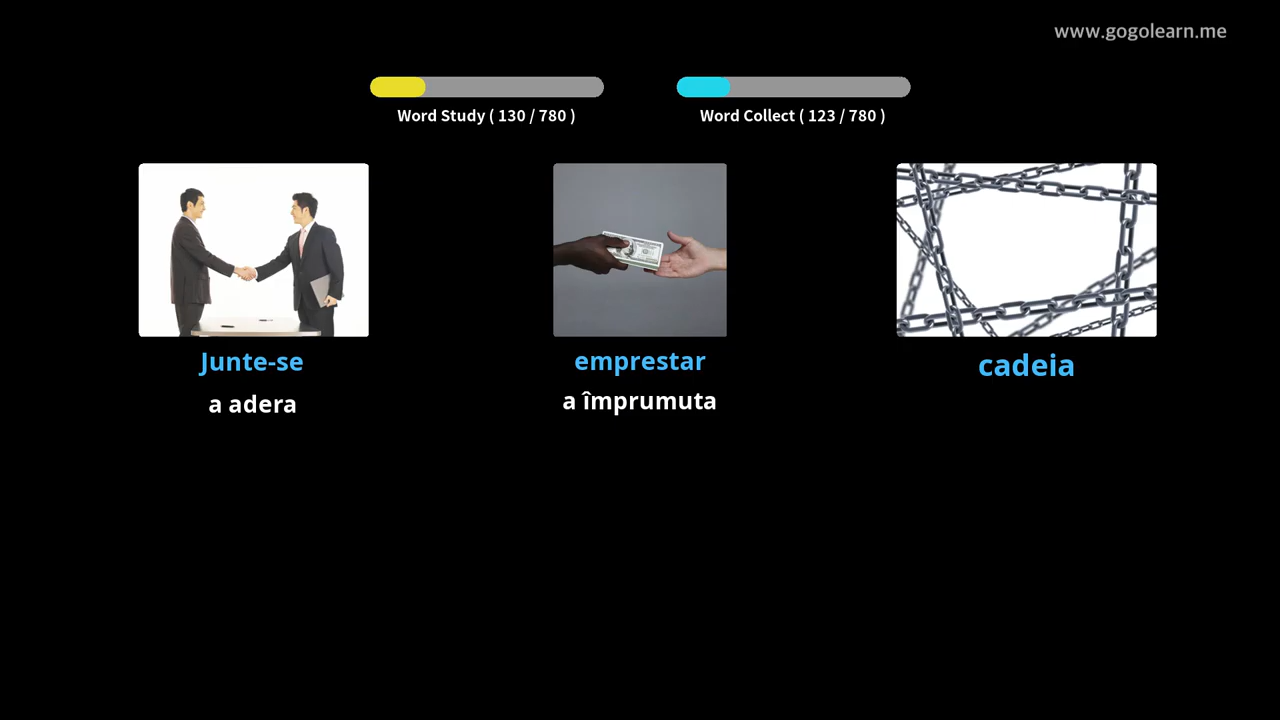 www.gogolearn.me
Word Study ( 130 / 780 )
Word Collect ( 123 / 780 )
Junte-se
a adera
emprestar
a împrumuta
cadeia